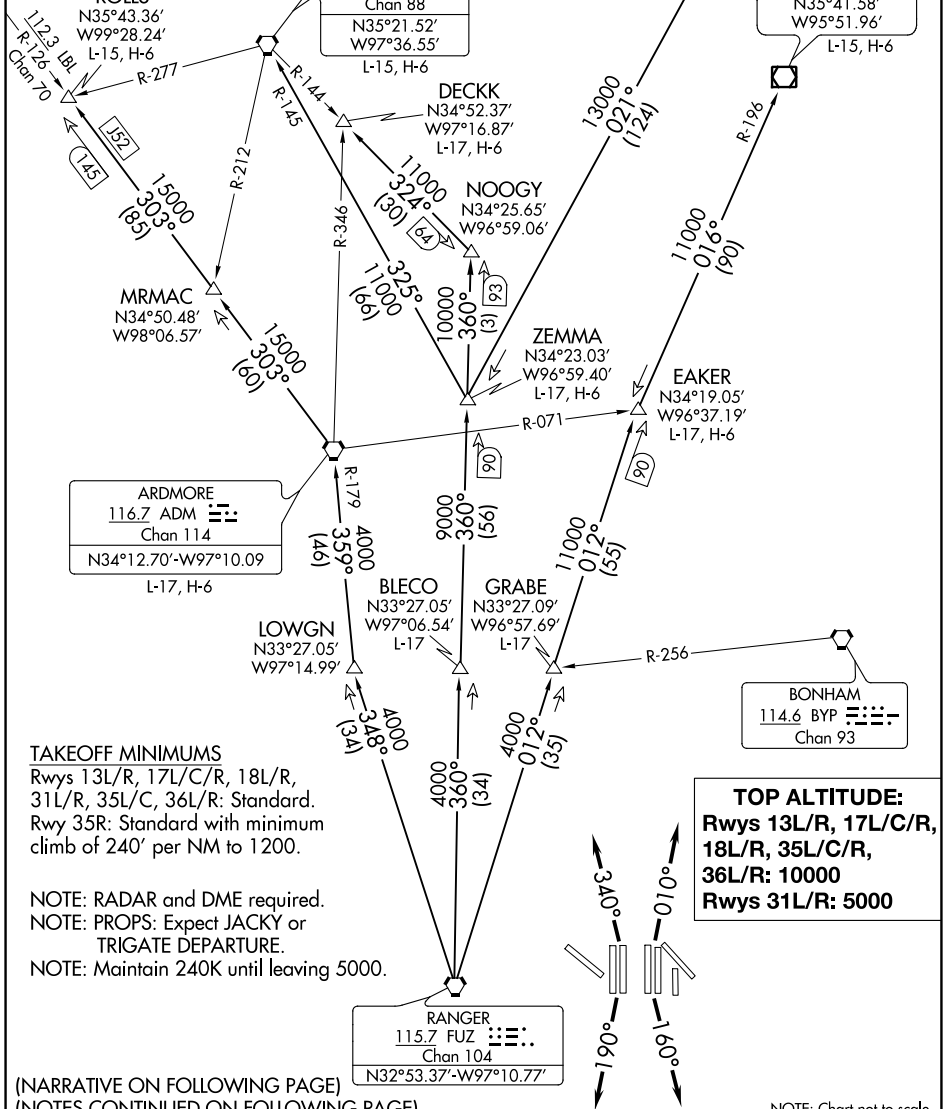 N35°43.36'
W99°28.24'
L-15, H-6
112.3 LBL
R-126
Chan 70
R-277
Chan 88
N35°21.52
W97°36.55'
L-15, H-6
N35°41.58'
W95°51.96'
L-15, H-6
R-144
R-145
R-212
DECKK
N34°52.37'
W97°16.87'
L-17, H-6
13000
021°
(124)
R-196
J52
145
15000
303°
(85)
R-346
11000
324°
(30)
64
NOOGY
N34°25.65'
W96°59.06'
11000
016°
(90)
325°
11000
(66)
10000
360°
(3)
93
MRMAC
N34°50.48'
W98°06.57'
15000
303°
(60)
ZEMMA
N34°23.03'
W96°59.40'
L-17, H-6
EAKER
N34°19.05'
W96°37.19'
L-17, H-6
R-071
90
90
R-179
ARDMORE
116.7 ADM
Chan 114
N34°12.70'-W97°10.09
L-17, H-6
4000
359°
(46)
9000
360°
(56)
11000
012°
(55)
LOWGN
N33°27.05'
W97°14.99'
BLECO
N33°27.05'
W97°06.54'
L-17
GRABE
N33°27.09'
W96°57.69'
L-17
R-256
BONHAM
114.6 BYP
Chan 93
4000
348°
(34)
4000
360°
(34)
4000
012°
(35)
TAKEOFF MINIMUMS
Rwys 13L/R, 17L/C/R, 18L/R,
31L/R, 35L/C, 36L/R: Standard.
Rwy 35R: Standard with minimum
climb of 240' per NM to 1200.
TOP ALTITUDE:
Rwys 13L/R, 17L/C/R,
18L/R, 35L/C/R,
36L/R: 10000
Rwys 31L/R: 5000
NOTE: RADAR and DME required.
NOTE: PROPS: Expect JACKY or
TRIGATE DEPARTURE.
NOTE: Maintain 240K until leaving 5000.
340°
010°
190°
160°
RANGER
115.7 FUZ
Chan 104
N32°53.37'-W97°10.77'
(NARRATIVE ON FOLLOWING PAGE)
(NOTES CONTINUED ON FOLLOWING PAGE)
NOTE: Chart not to scale